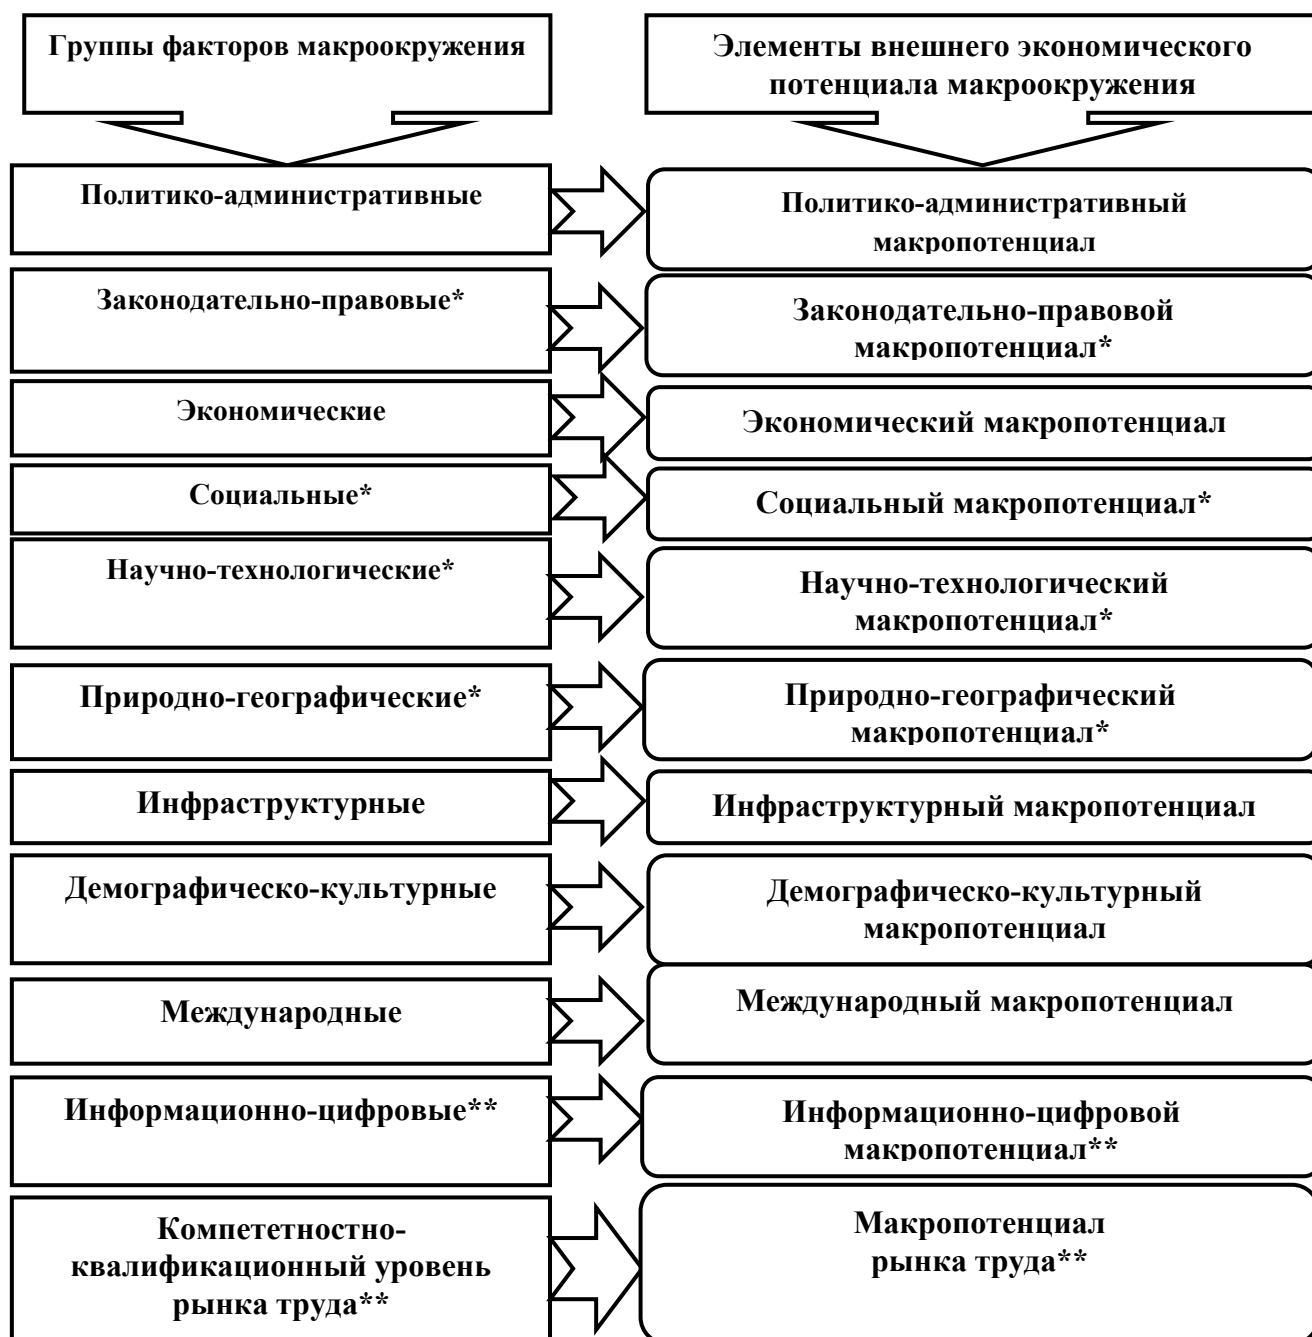 Группы факторов макроокружения
Элементы внешнего экономического
потенциала макроокружения
Политико-административные
Политико-административный
макропотенциал
Законодательно-правовые*
Законодательно-правовой
макропотенциал*
Экономические
Экономический макропотенциал
Социальные*
Социальный макропотенциал*
Научно-технологические*
Научно-технологический
макропотенциал*
Природно-географические*
Природно-географический
макропотенциал*
Инфраструктурные
Инфраструктурный макропотенциал
Демографическо-культурные
Демографическо-культурный
макропотенциал
Международные
Международный макропотенциал
Информационно-цифровые**
Информационно-цифровой
макропотенциал**
Компететностно-
квалификационный уровень
рынка труда**
Макропотенциал
рынка труда**